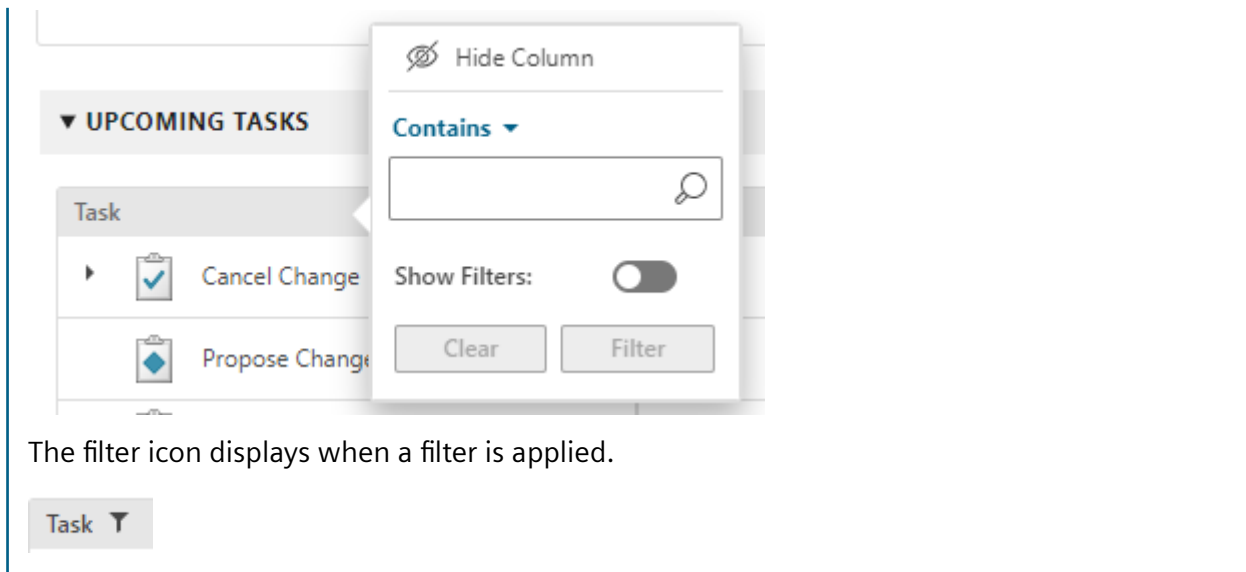 Hide Column
▼ UPCOMING TASKS
Contains
Task
Cancel Change
Show Filters:
Propose Change
Clear
Filter
The filter icon displays when a filter is applied.
Task